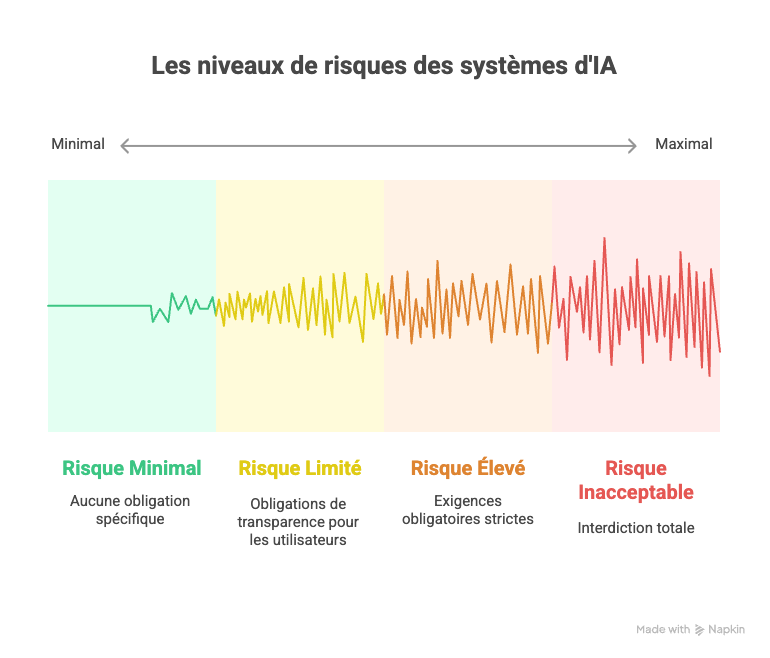 Les niveaux de risques des systèmes d'IA
Minimal
Maximal
Risque Minimal
Aucune obligation
spécifique
Risque Limité
Obligations de
transparence pour
les utilisateurs
Risque Élevé
Exigences
obligatoires strictes
Risque
Inacceptable
Interdiction totale
Made with Napkin